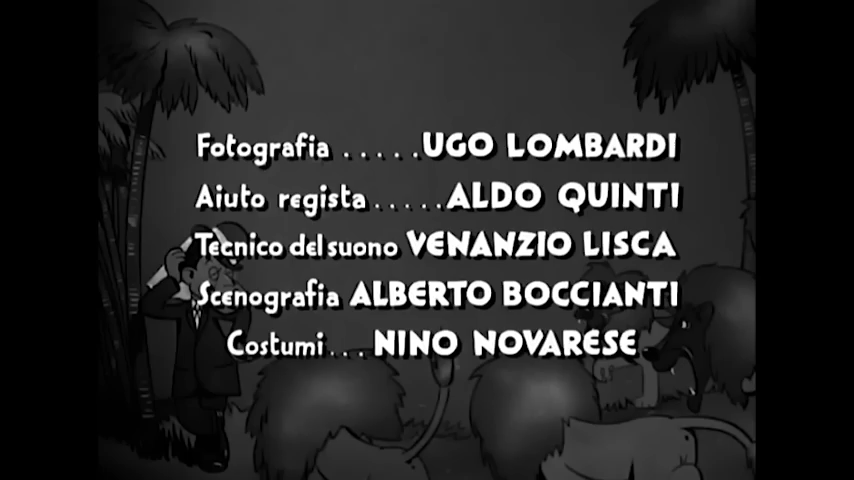 Fotografia .....UGO LOMBARDI
Aiuto regista.....ALDO QUINTI
Tecnico del suono VENANZIO LISCA
Scenografia ALBERTO BOCCIANTI
Costumi... NINO NOVARESE